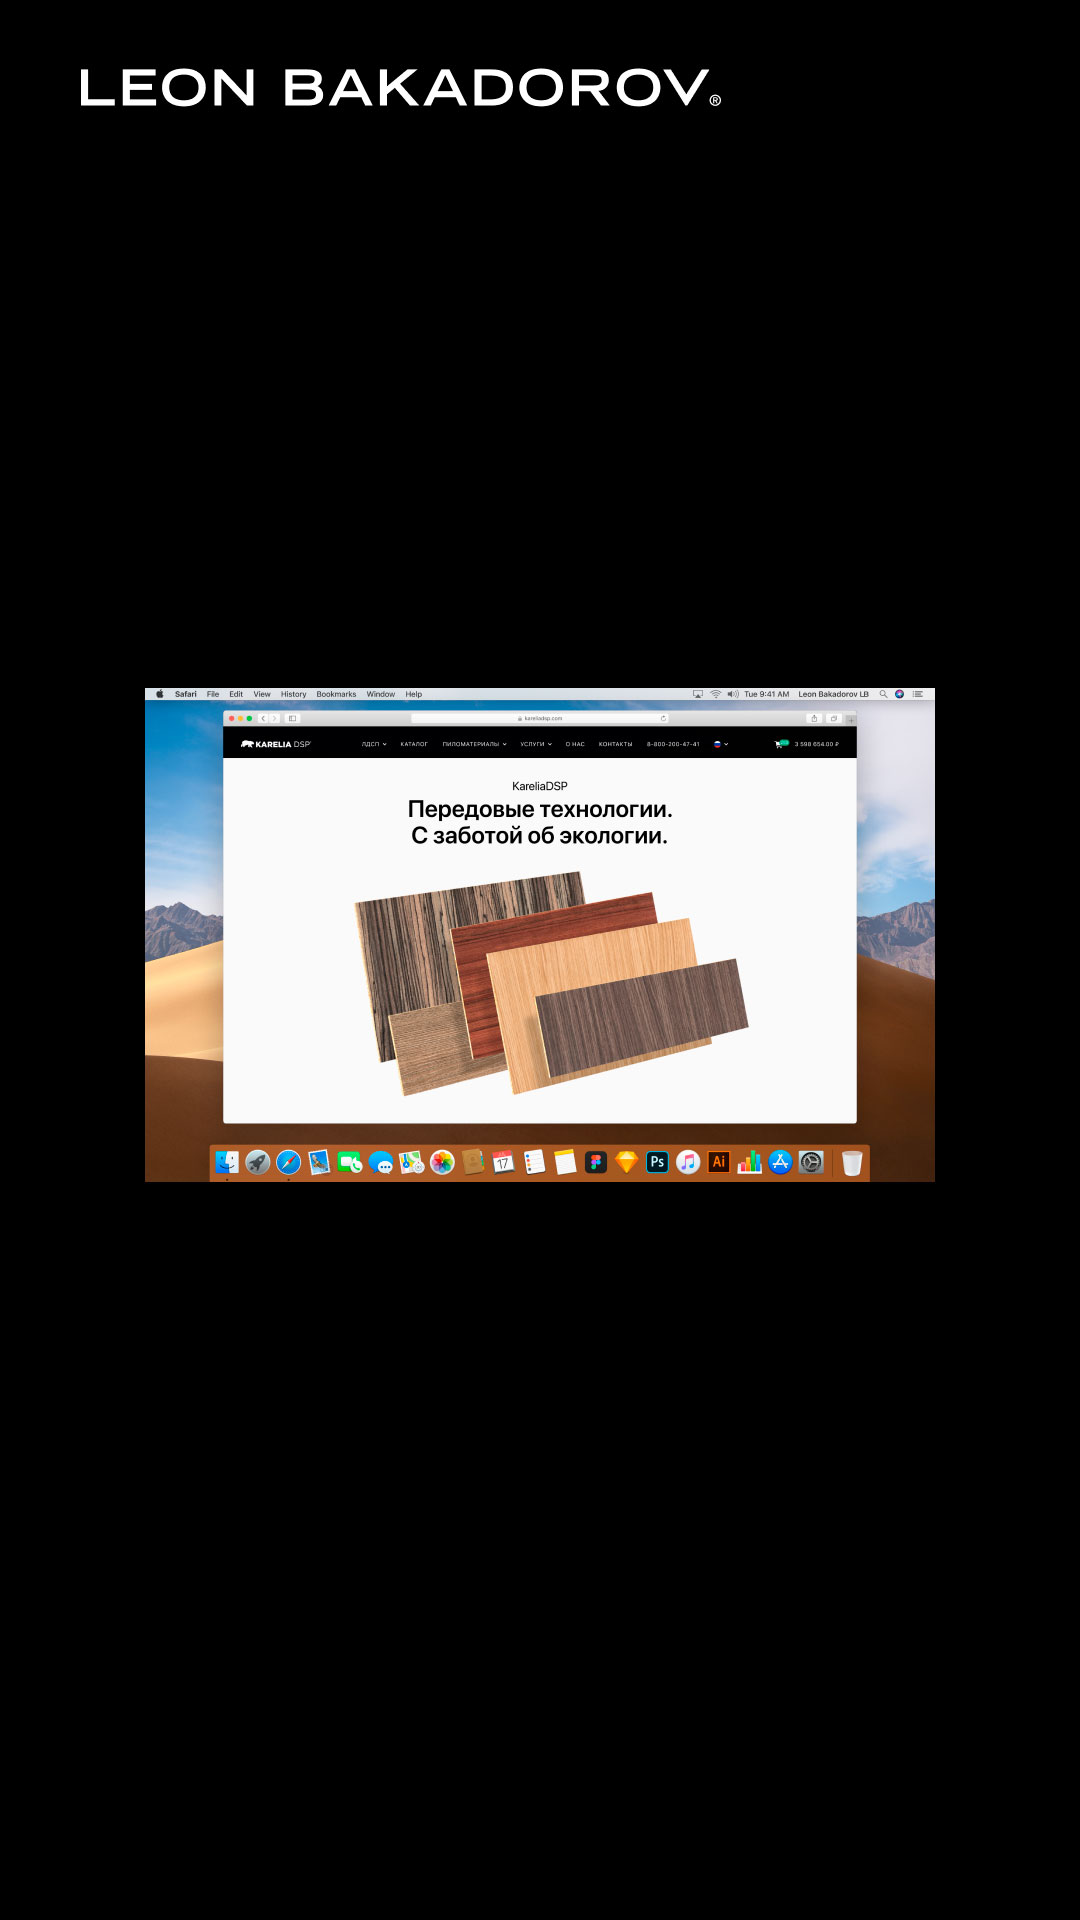 LEON BAKADOROV®
Safari File Edit View History Bookmarks Window Help
Tue 9:41 AM Leon Bakadorov LB
kareliadsp.com
KARELIA DSP
ЛДСП КАТАЛОГ ПИЛОМАТЕРИАЛЫ УСЛУГИ О НАС КОНТАКТЫ 8-800-200-47-41
3 598 654.00 ₽
KareliaDSP
Передовые технологии.
С заботой об экологии.
17
Ps
Ai